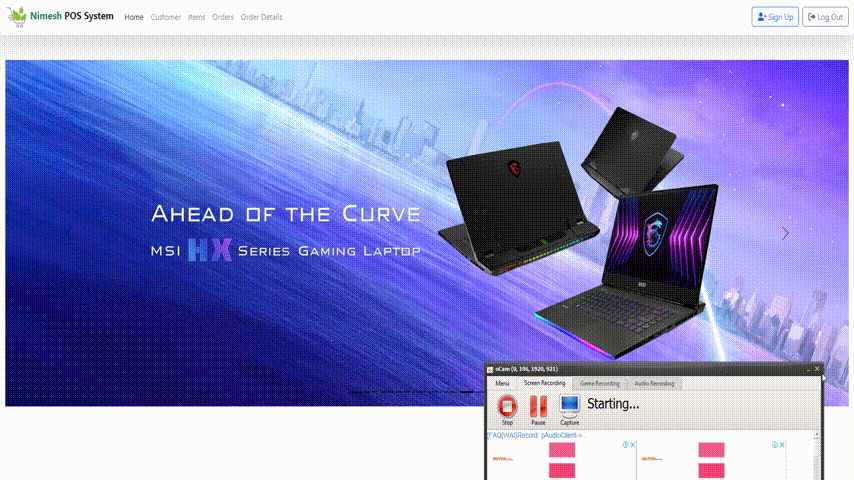 Nimesh POS System Home Customer Items Orders Order Details Sign Up Log Out
AHEAD OF THE CURVE
MSI HX SERIES GAMING LAPTOP
oCam (0, 106, 1920, 921)
Menu Screen Recording Game Recording Audio Recording
Starting...
Stop Pause Capture
[FAQ]WASRecord: pAudioClient->